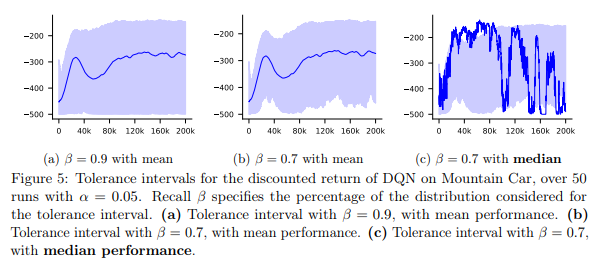 −200
−300
−400
−500
0 40k 80k 120k 160k 200k
−200
−300
−400
−500
0 40k 80k 120k 160k 200k
−200
−300
−400
−500
0 40k 80k 120k 160k 200k
(a) β = 0.9 with mean
(b) β = 0.7 with mean
(c) β = 0.7 with median
Figure 5: Tolerance intervals for the discounted return of DQN on Mountain Car, over 50
runs with α = 0.05. Recall β specifies the percentage of the distribution considered for
the tolerance interval. (a) Tolerance interval with β = 0.9, with mean performance. (b)
Tolerance interval with β = 0.7, with mean performance. (c) Tolerance interval with β = 0.7,
with median performance.